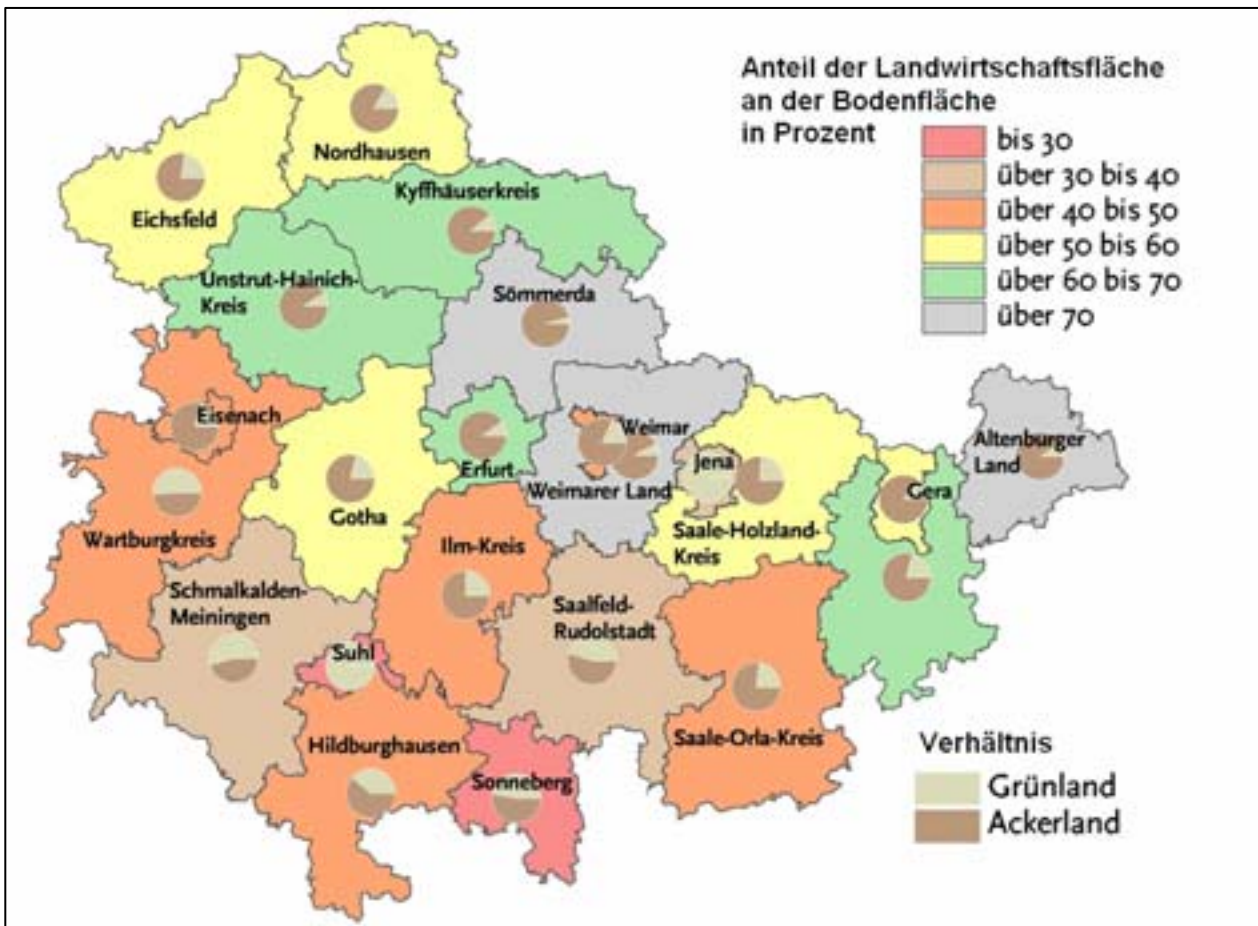 Anteil der Landwirtschaftsfläche
an der Bodenfläche
in Prozent
bis 30
über 30 bis 40
über 40 bis 50
über 50 bis 60
über 60 bis 70
über 70
Nordhausen
Eichsfeld
Kyffhäuserkreis
Unstrut-Hainich-
Kreis
Sömmerda
Eisenach
Weimar
Erfurt
Jena
Altenburger
Land
Gera
Weimarer Land
Gotha
Wartburgkreis
Ilm-Kreis
Saale-Holzland-
Kreis
Schmalkalden-
Meiningen
Saalfeld-
Rudolstadt
Suhl
Hildburghausen
Sonneberg
Saale-Orla-Kreis
Verhältnis
Grünland
Ackerland